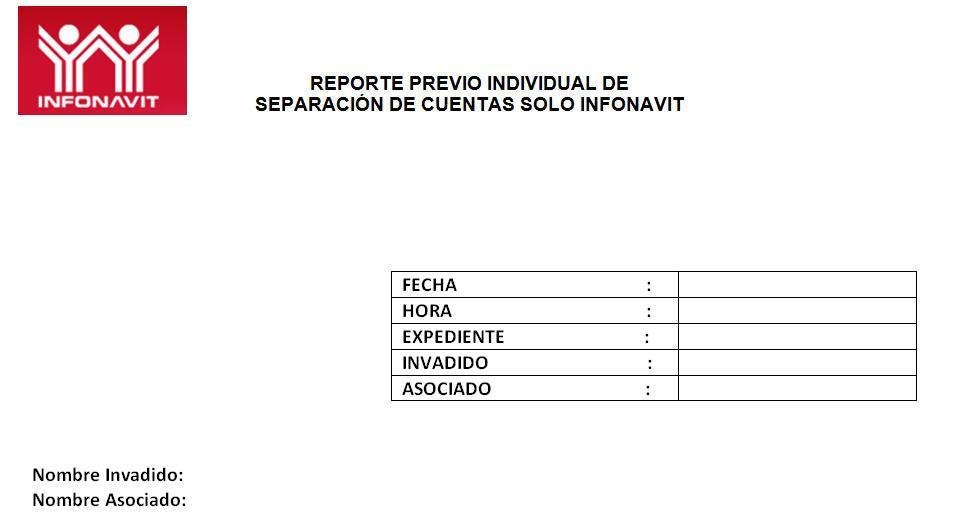 INFONAVIT
REPORTE PREVIO INDIVIDUAL DE
SEPARACIÓN DE CUENTAS SOLO INFONAVIT
FECHA :
HORA :
EXPEDIENTE :
INVADIDO :
ASOCIADO :
Nombre Invadido:
Nombre Asociado: